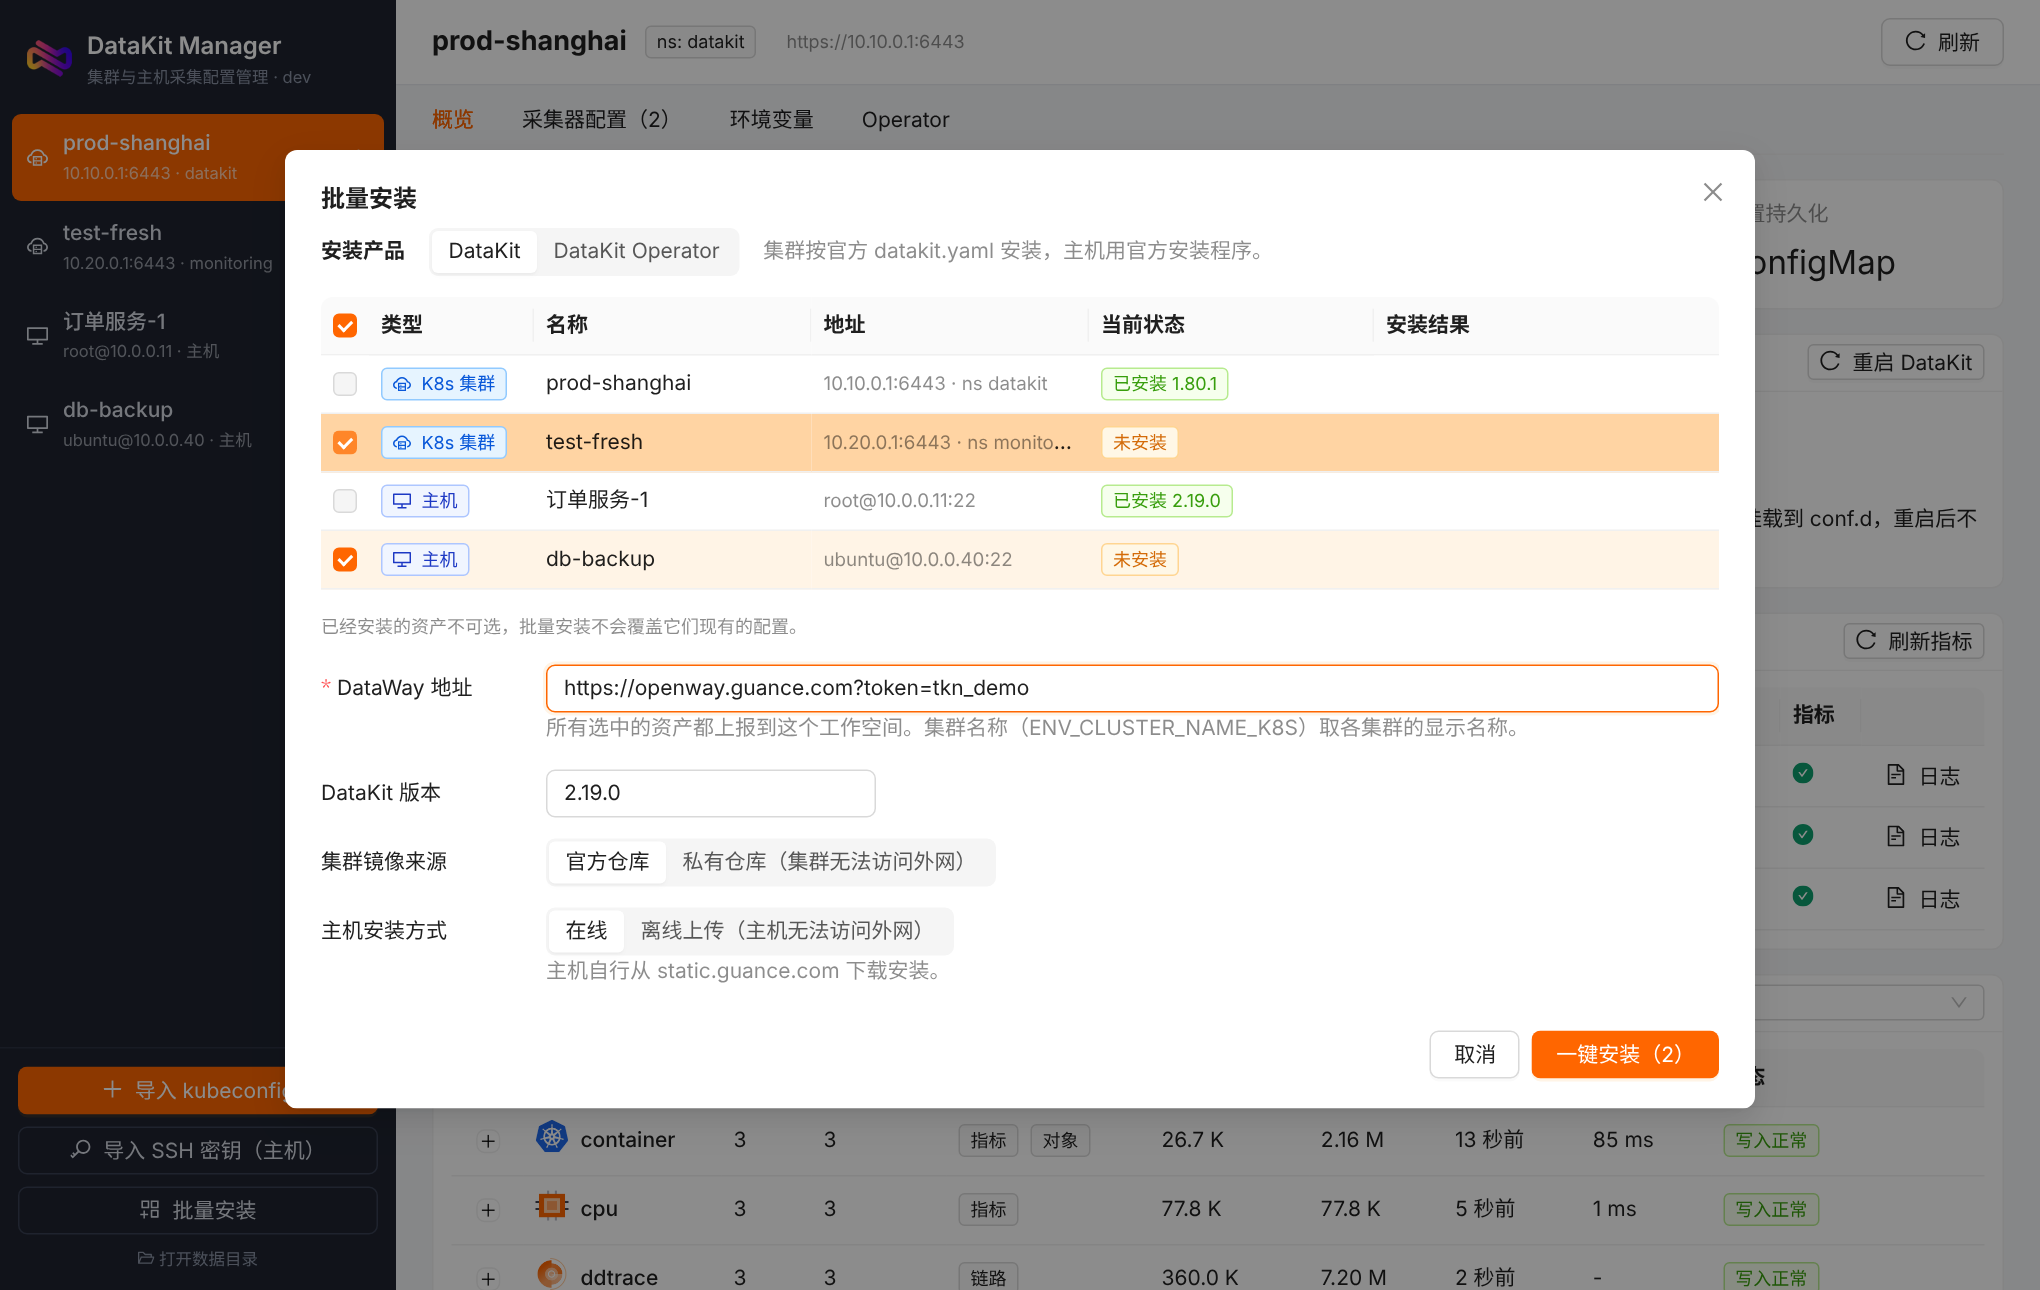 DataKit Manager
集群与主机采集配置管理 · dev
prod-shanghai
10.10.0.1:6443 · datakit
test-fresh
10.20.0.1:6443 · monitoring
订单服务-1
root@10.0.0.11 · 主机
db-backup
ubuntu@10.0.0.40 · 主机
导入 kubeconfig
导入 SSH 密钥（主机）
批量安装
打开数据目录
prod-shanghai ns: datakit https://10.10.0.1:6443 刷新
概览 采集器配置（2） 环境变量 Operator
置持久化
onfigMap
重启 DataKit
挂载到 conf.d，重启后不
刷新指标
指标
日志
日志
日志
批量安装
安装产品 DataKit DataKit Operator 集群按官方 datakit.yaml 安装，主机用官方安装程序。
类型 名称 地址 当前状态 安装结果
K8s 集群 prod-shanghai 10.10.0.1:6443 · ns datakit 已安装 1.80.1
K8s 集群 test-fresh 10.20.0.1:6443 · ns monito... 未安装
主机 订单服务-1 root@10.0.0.11:22 已安装 2.19.0
主机 db-backup ubuntu@10.0.0.40:22 未安装
已经安装的资产不可选，批量安装不会覆盖它们现有的配置。
* DataWay 地址 https://openway.guance.com?token=tkn_demo
所有选中的资产都上报到这个工作空间。集群名称（ENV_CLUSTER_NAME_K8S）取各集群的显示名称。
DataKit 版本 2.19.0
集群镜像来源 官方仓库 私有仓库（集群无法访问外网）
主机安装方式 在线 离线上传（主机无法访问外网）
主机自行从 static.guance.com 下载安装。
取消 一键安装（2）
container 3 3 指标 对象 26.7 K 2.16 M 13 秒前 85 ms 写入正常
cpu 3 3 指标 77.8 K 77.8 K 5 秒前 1 ms 写入正常
ddtrace 3 3 链路 360.0 K 7.20 M 2 秒前 - 写入正常